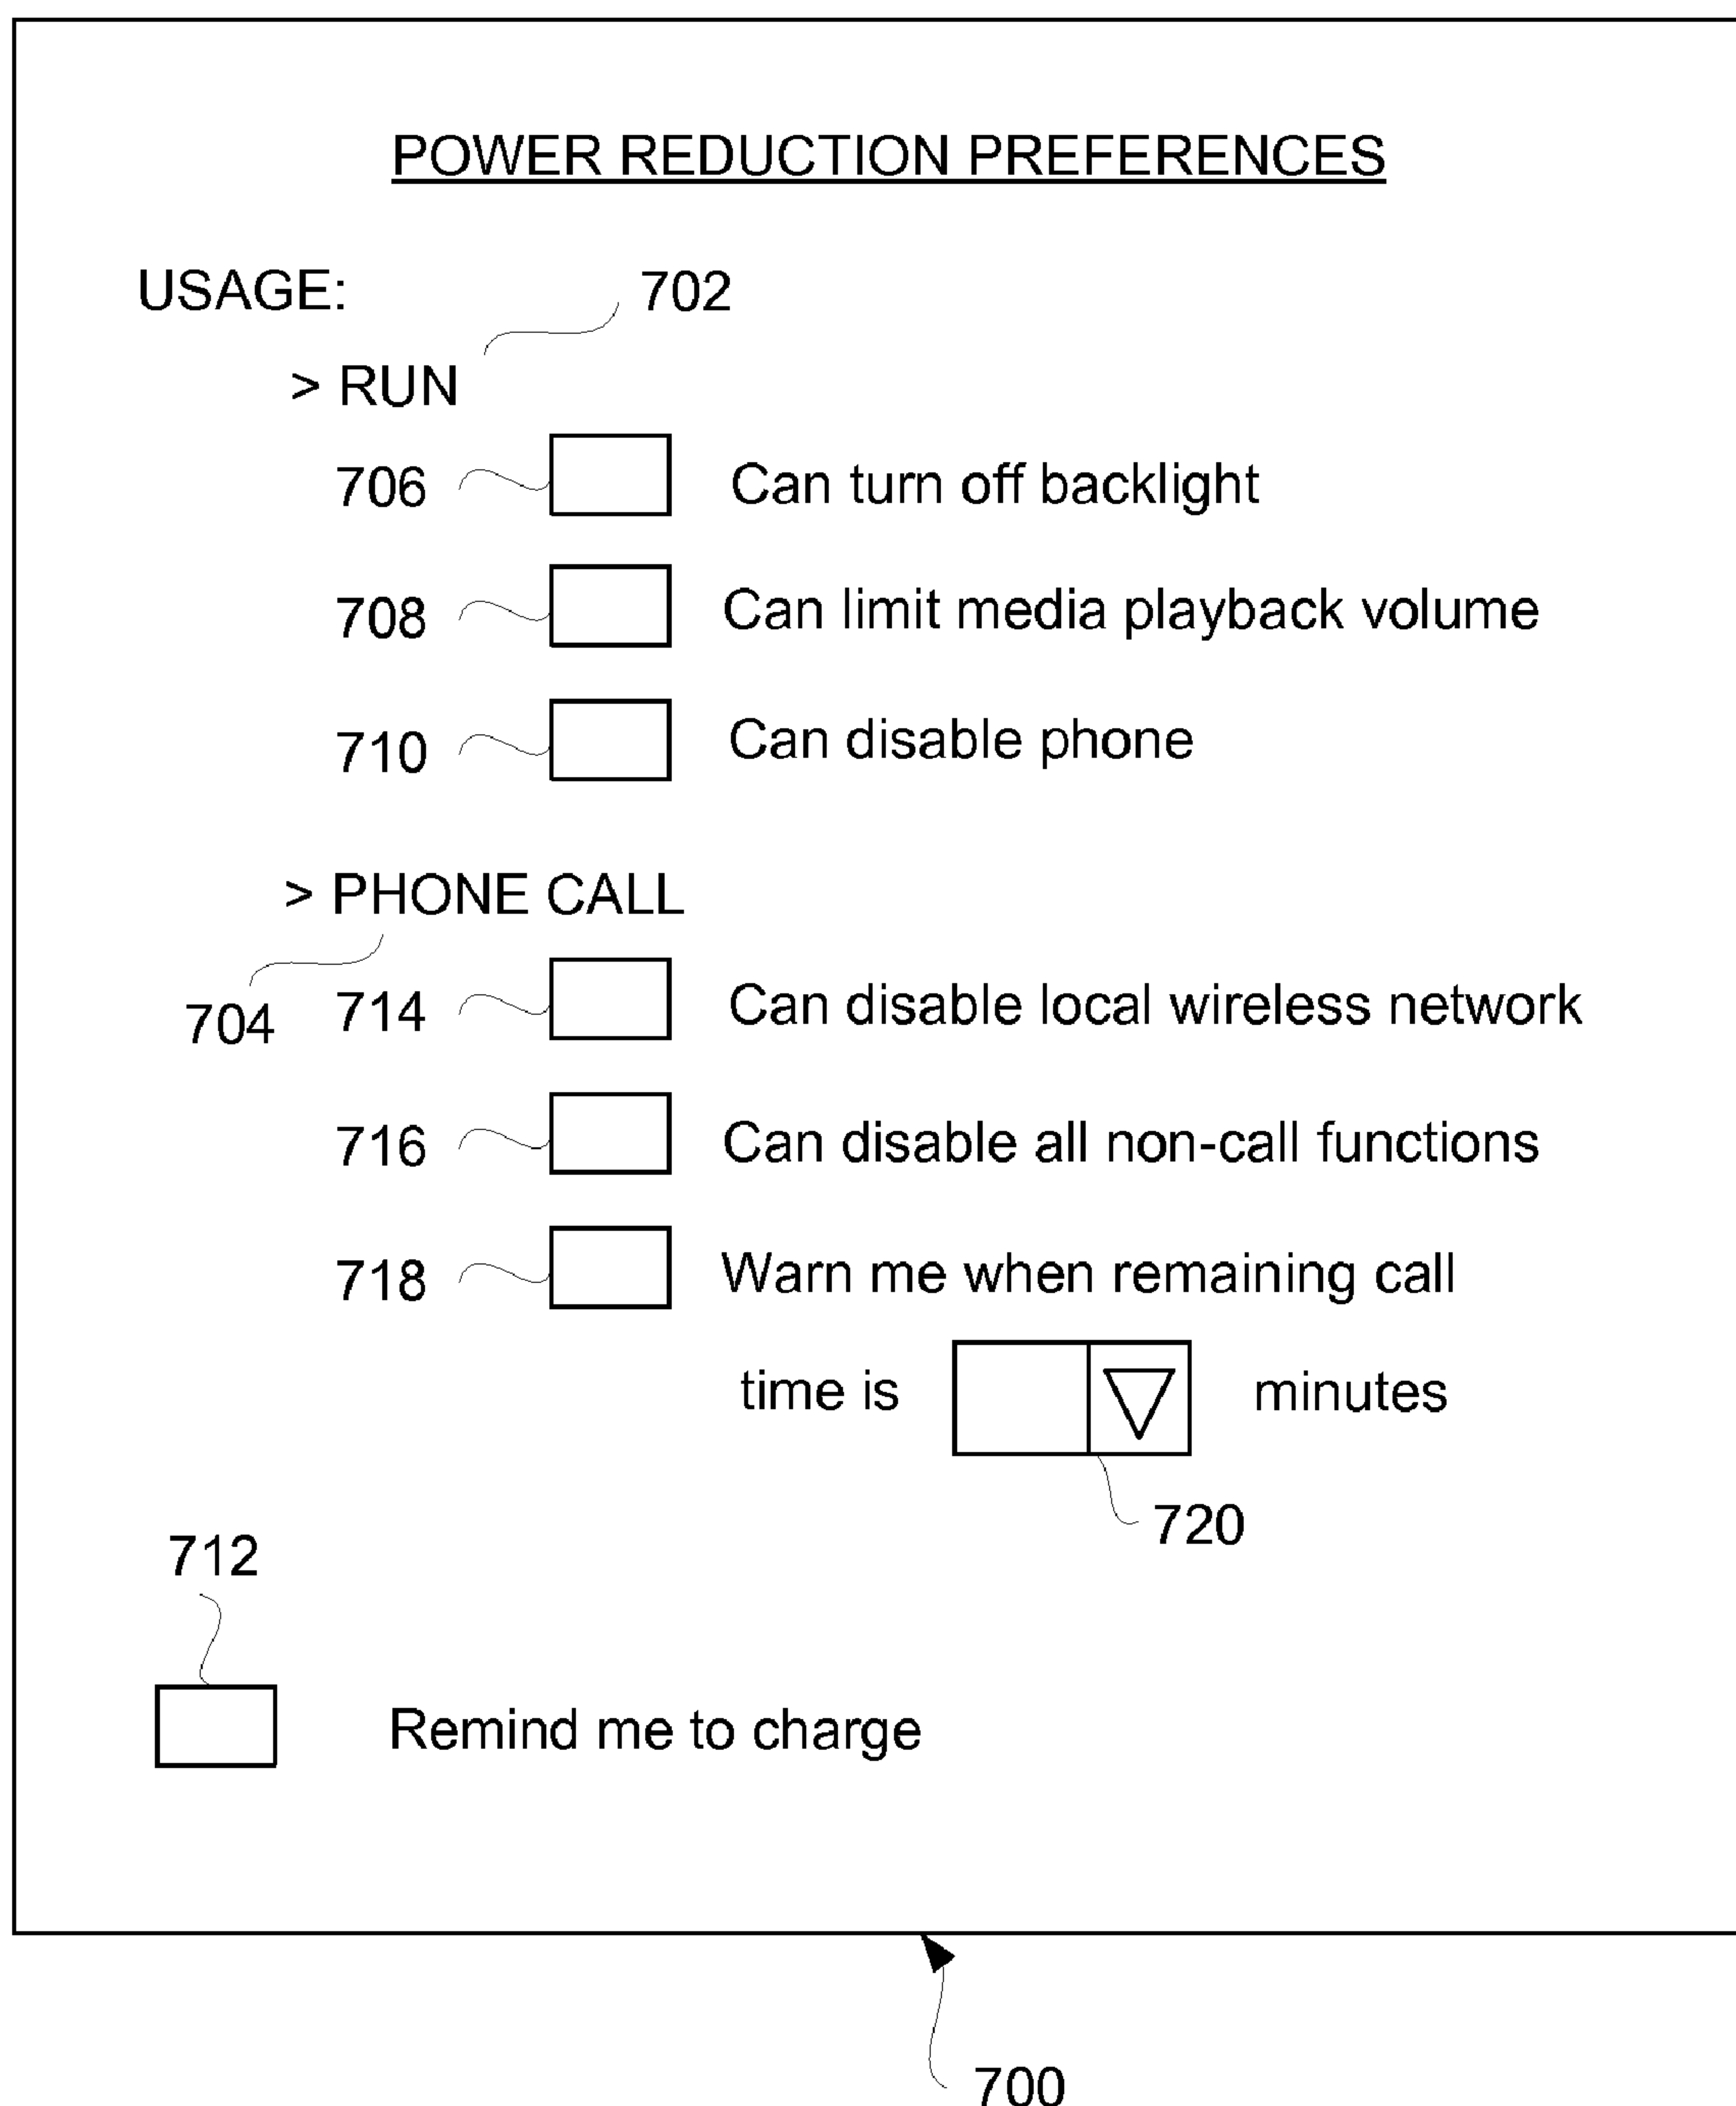 POWER REDUCTION PREFERENCES
USAGE:
702
> RUN
706 Can turn off backlight
708 Can limit media playback volume
710 Can disable phone
> PHONE CALL
704
714 Can disable local wireless network
716 Can disable all non-call functions
718 Warn me when remaining call
time is minutes
720
712
Remind me to charge
700